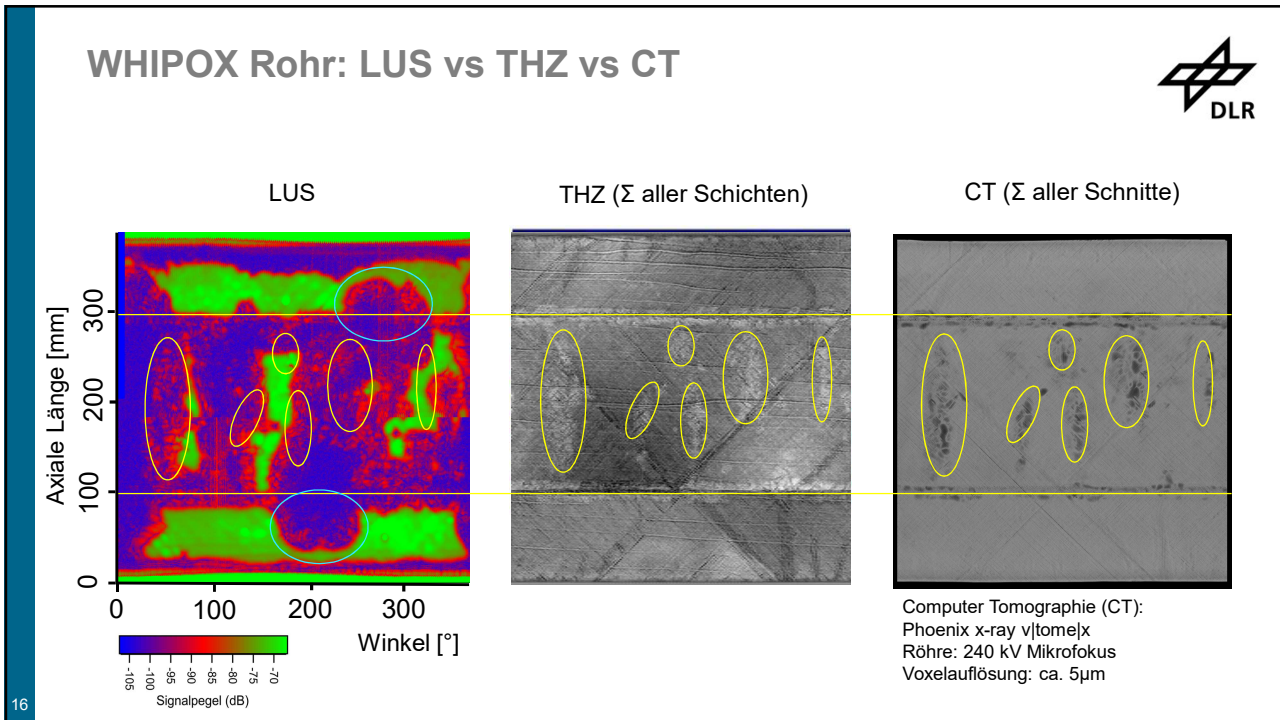 WHIPOX Rohr: LUS vs THZ vs CT
DLR
LUS
THZ (Σ aller Schichten)
CT (Σ aller Schnitte)
Axiale Länge [mm]
300
200
100
0
0 100 200 300
Winkel [°]
-105 -100 -95 -90 -85 -80 -75 -70
Signalpegel (dB)
Computer Tomographie (CT):
Phoenix x-ray v|tome|x
Röhre: 240 kV Mikrofokus
Voxelauflösung: ca. 5µm
16